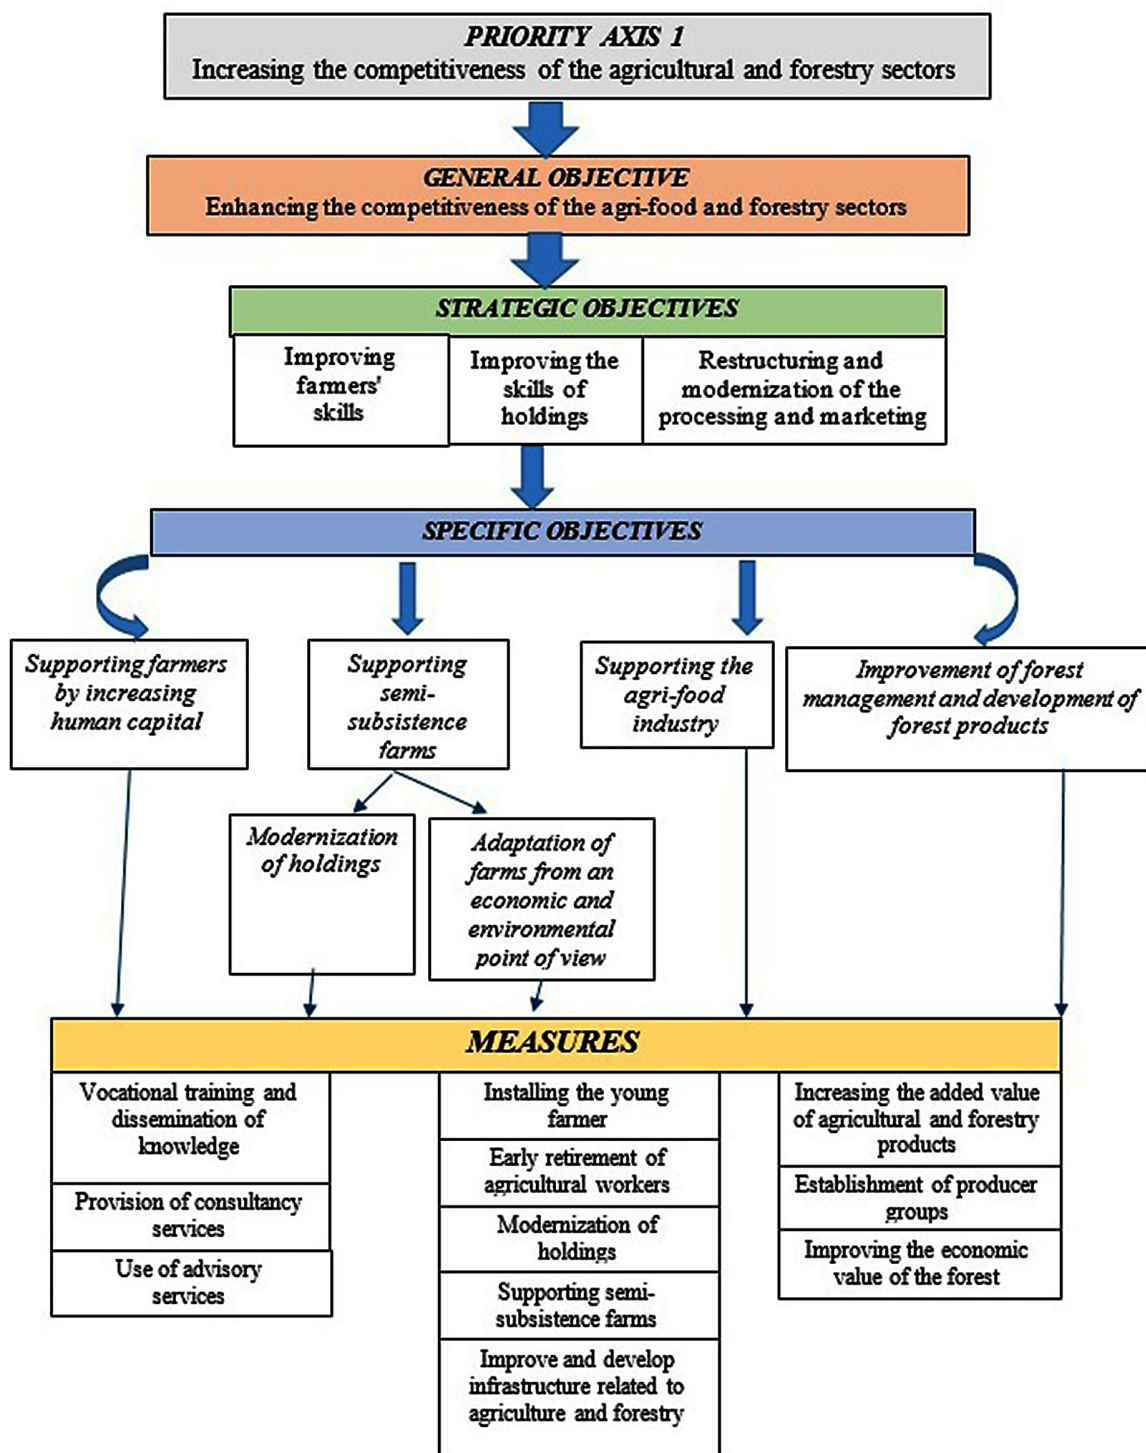 PRIORITY AXIS 1
Increasing the competitiveness of the agricultural and forestry sectors
GENERAL OBJECTIVE
Enhancing the competitiveness of the agri-food and forestry sectors
STRATEGIC OBJECTIVES
Improving
farmers'
skills
Improving the
skills of
holdings
Restructuring and
modernization of the
processing and marketing
SPECIFIC OBJECTIVES
Supporting farmers
by increasing
human capital
Supporting
semi-
subsistence
farms
Supporting the
agri-food
industry
Improvement of forest
management and development of
forest products
Modernization
of holdings
Adaptation of
farms from an
economic and
environmental
point of view
MEASURES
Vocational training and
dissemination of
knowledge
Provision of consultancy
services
Use of advisory
services
Installing the young
farmer
Early retirement of
agricultural workers
Modernization of
holdings
Supporting semi-
subsistence farms
Improve and develop
infrastructure related to
agriculture and forestry
Increasing the added value
of agricultural and forestry
products
Establishment of producer
groups
Improving the economic
value of the forest